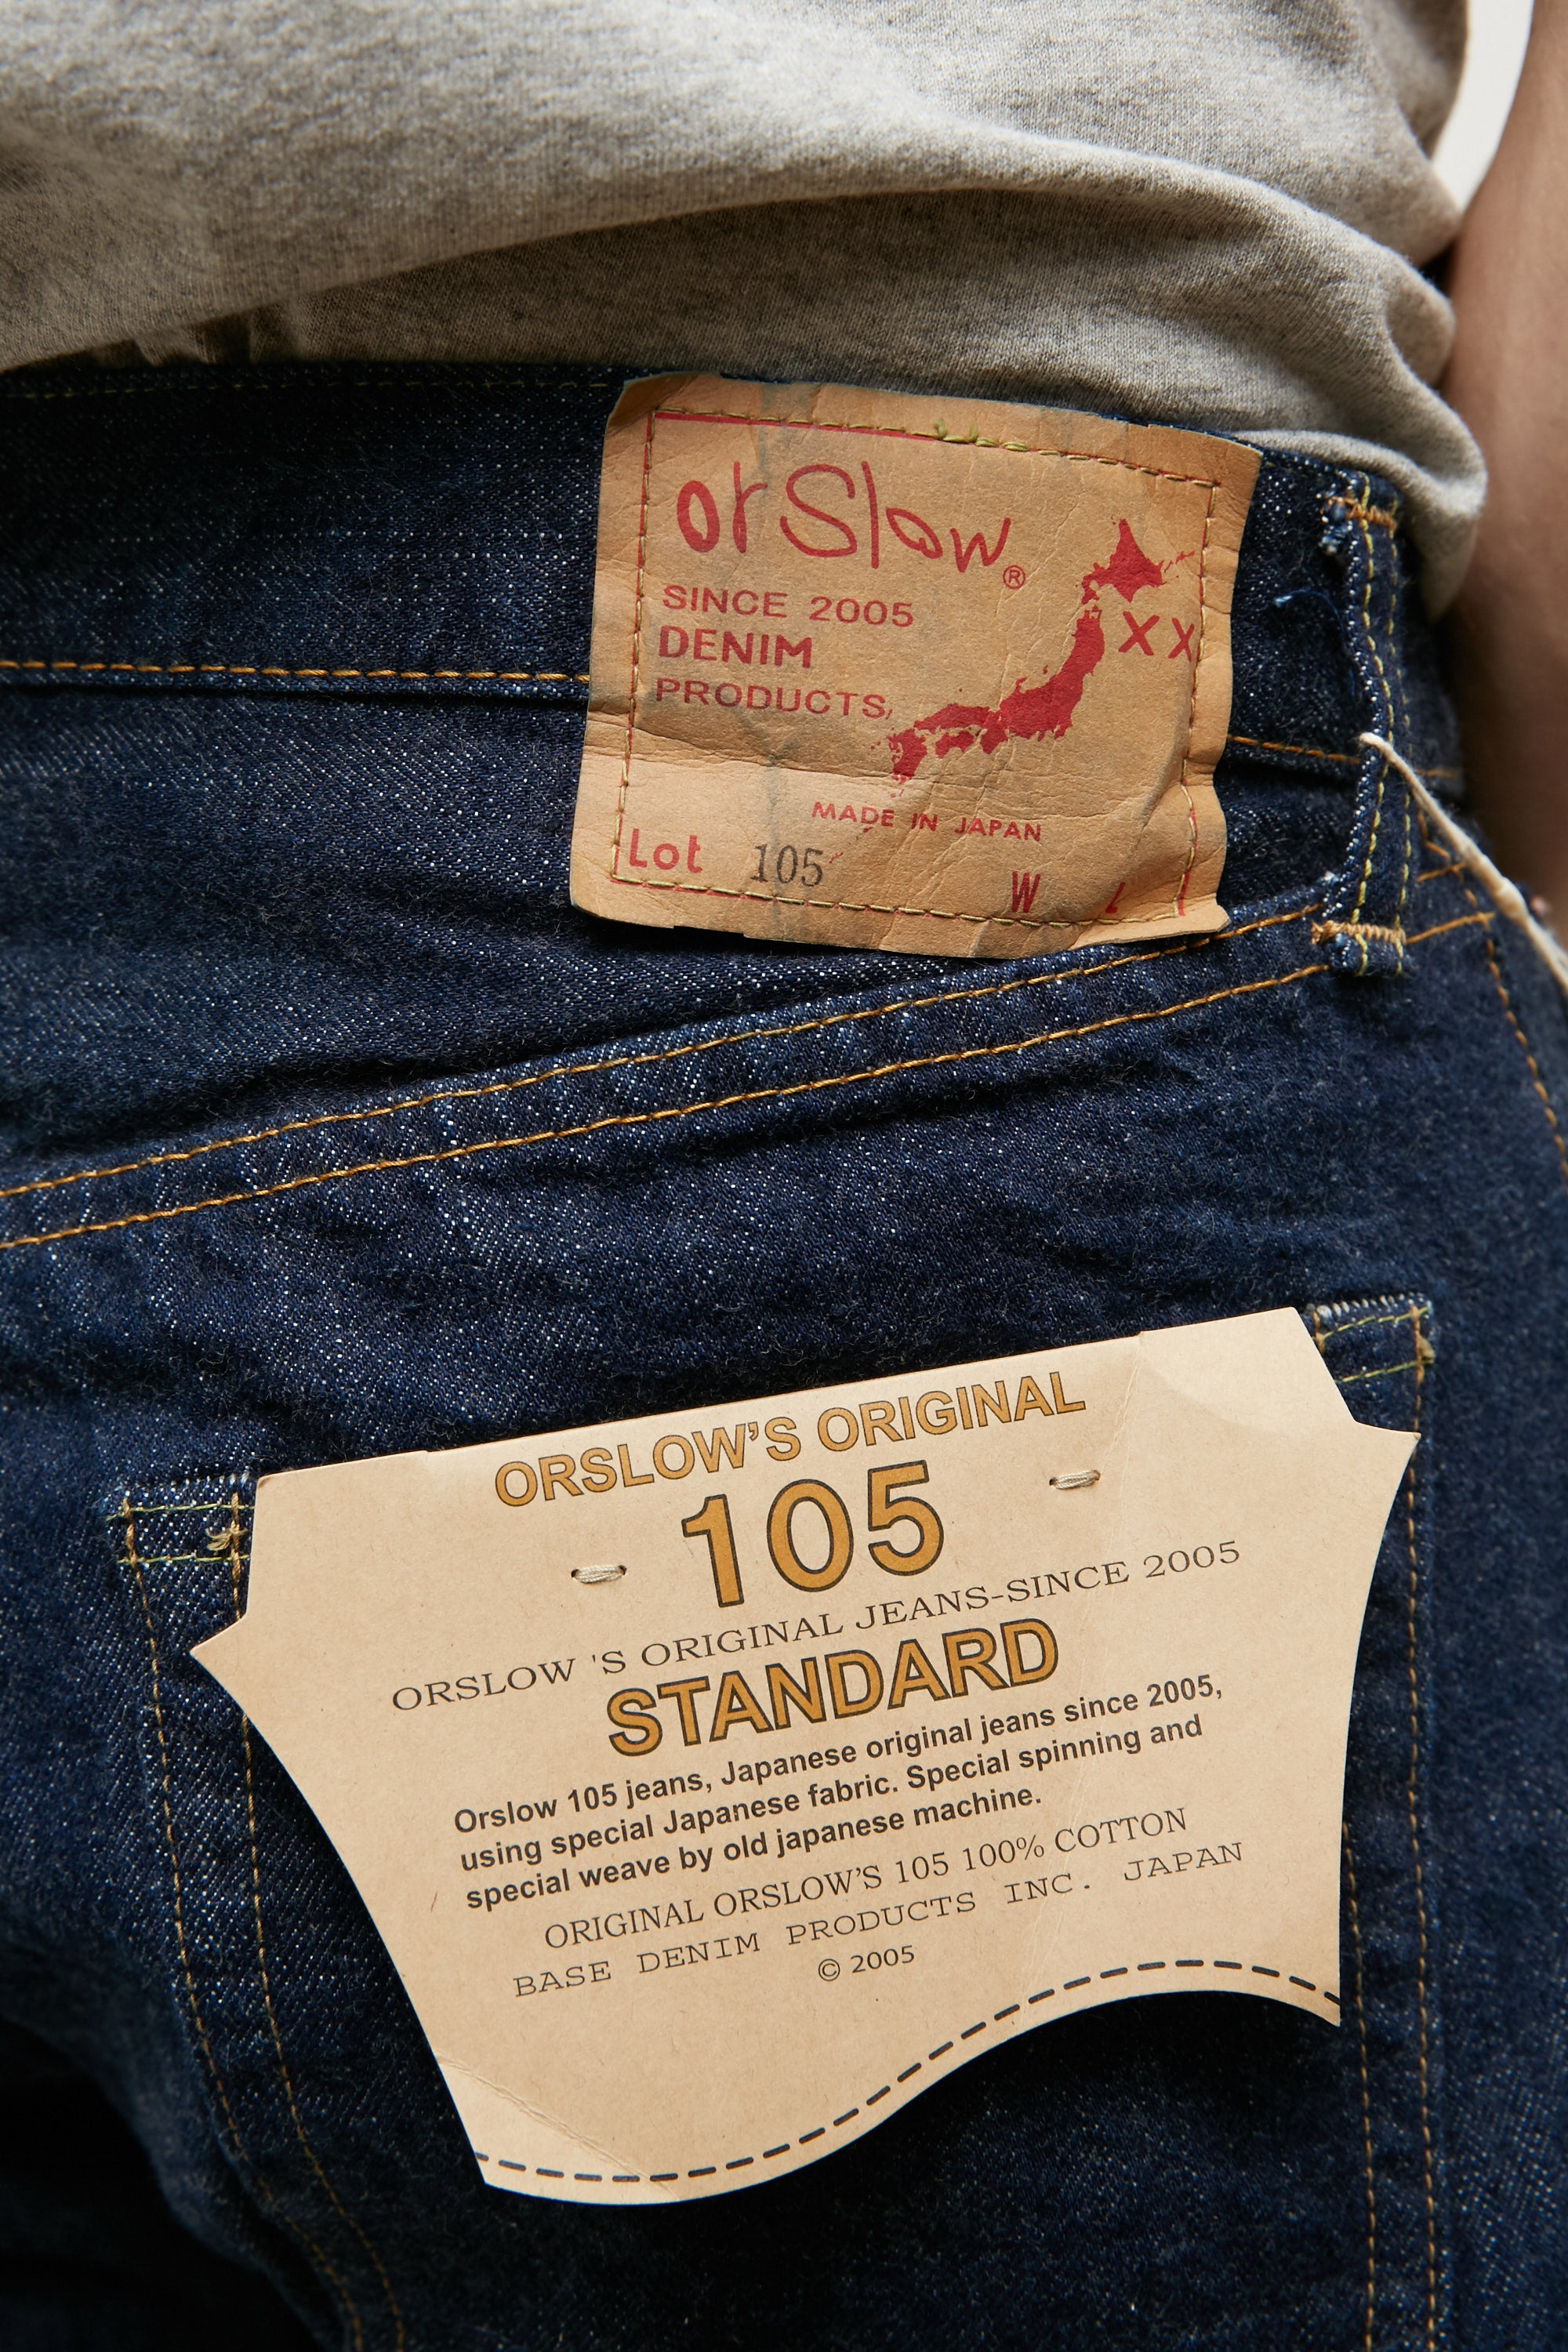 orSlow®
SINCE 2005
DENIM
PRODUCTS,
XX
MADE IN JAPAN
Lot 105
W L
ORSLOW'S ORIGINAL
105
ORSLOW 'S ORIGINAL JEANS-SINCE 2005
STANDARD
Orslow 105 jeans, Japanese original jeans since 2005,
using special Japanese fabric. Special spinning and
special weave by old japanese machine.
ORIGINAL ORSLOW'S 105 100% COTTON
BASE DENIM PRODUCTS INC. JAPAN
© 2005